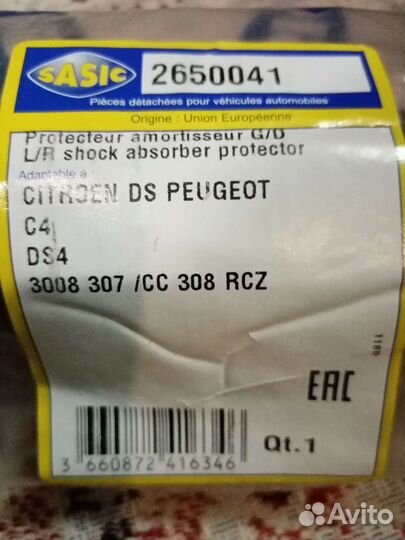 SASIC 2650041
Pièces détachées pour véhicules automobiles
Origine : Union Européenne
Protecteur amortisseur G/D
L/R shock absorber protector
Adaptable à :
CITROEN DS PEUGEOT
C4
DS4
3008 307 /CC 308 RCZ
118b
EAC
Qt.1
3 660872 416346
Avito